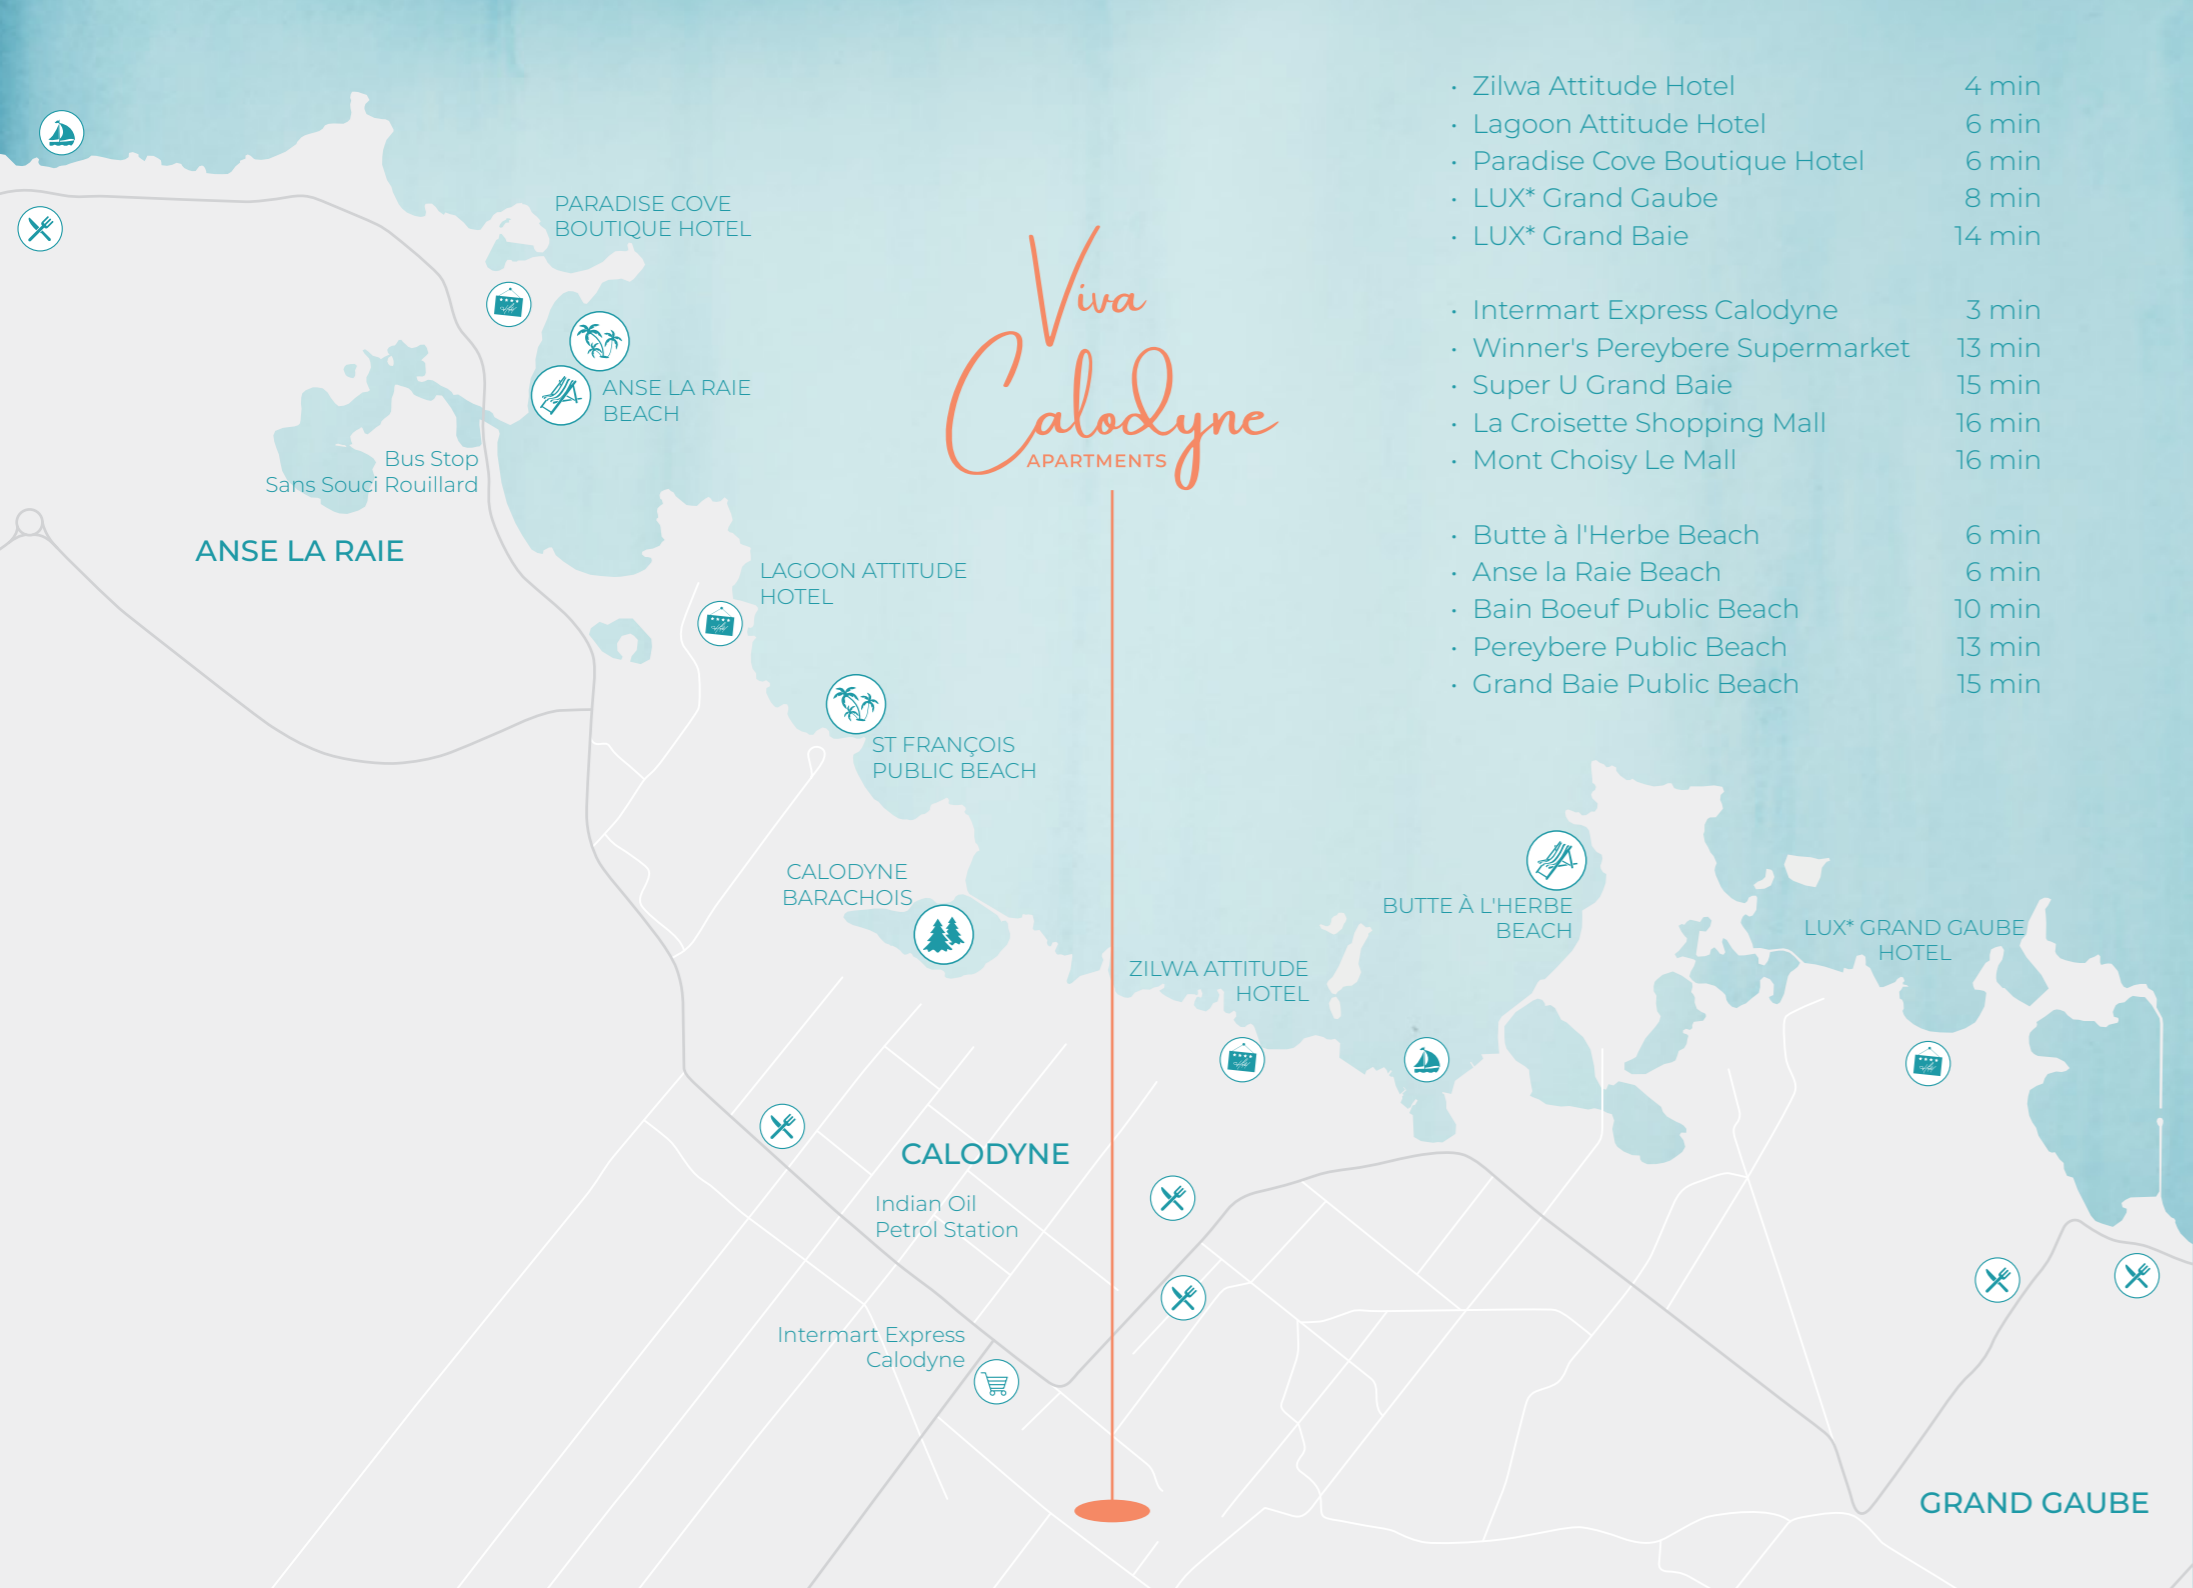 • Zilwa Attitude Hotel 4 min
• Lagoon Attitude Hotel 6 min
• Paradise Cove Boutique Hotel 6 min
• LUX* Grand Gaube 8 min
• LUX* Grand Baie 14 min
• Intermart Express Calodyne 3 min
• Winner's Pereybere Supermarket 13 min
• Super U Grand Baie 15 min
• La Croisette Shopping Mall 16 min
• Mont Choisy Le Mall 16 min
• Butte à l'Herbe Beach 6 min
• Anse la Raie Beach 6 min
• Bain Boeuf Public Beach 10 min
• Pereybere Public Beach 13 min
• Grand Baie Public Beach 15 min
PARADISE COVE
BOUTIQUE HOTEL
Viva
Calodyne
APARTMENTS
ANSE LA RAIE
BEACH
Bus Stop
Sans Souci Rouillard
ANSE LA RAIE
LAGOON ATTITUDE
HOTEL
ST FRANÇOIS
PUBLIC BEACH
CALODYNE
BARACHOIS
BUTTE À L'HERBE
BEACH
LUX* GRAND GAUBE
HOTEL
ZILWA ATTITUDE
HOTEL
CALODYNE
Indian Oil
Petrol Station
Intermart Express
Calodyne
GRAND GAUBE